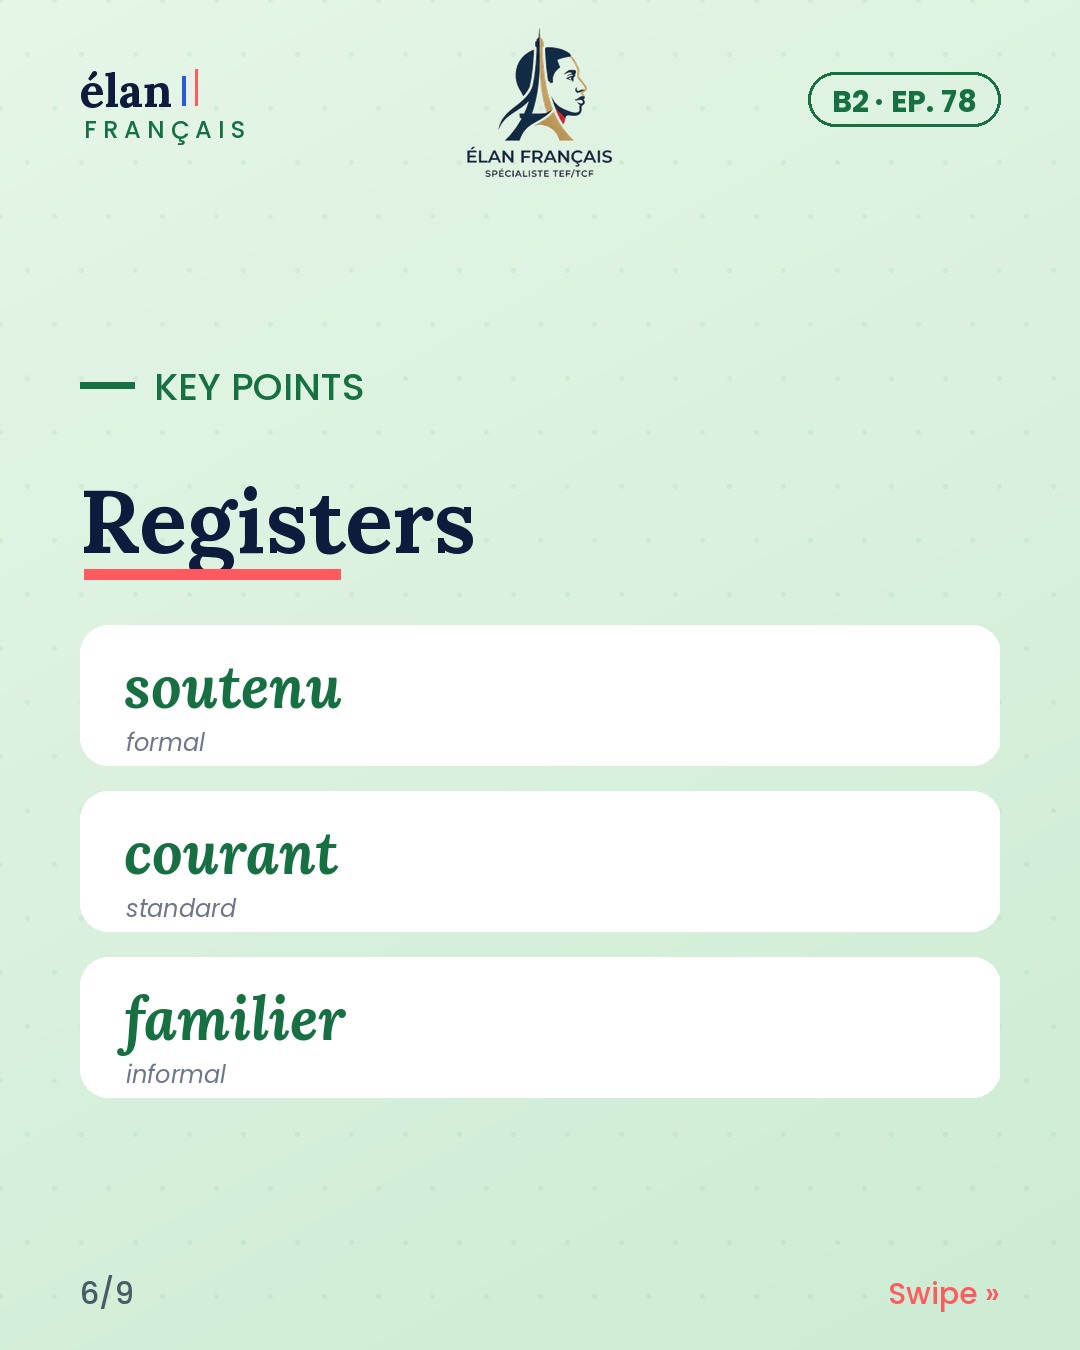 élan
FRANÇAIS
ÉLAN FRANÇAIS
SPÉCIALISTE TEF/TCF
B2 · EP. 78
KEY POINTS
Registers
soutenu
formal
courant
standard
familier
informal
6/9
Swipe »